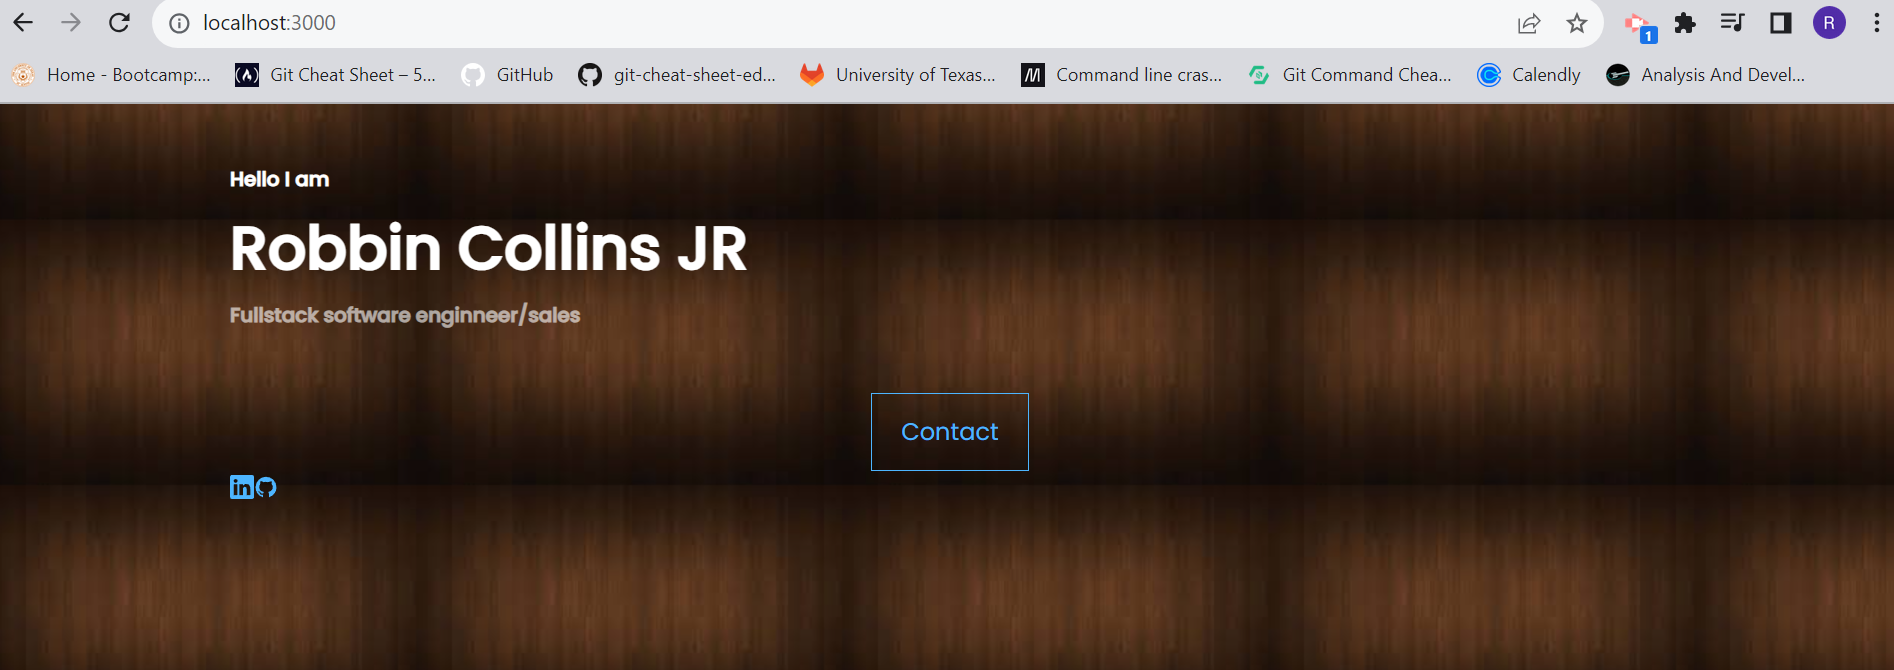 localhost:3000
1
R
Home - Bootcamp:... Git Cheat Sheet – 5... GitHub git-cheat-sheet-ed... University of Texas... Command line cras... Git Command Chea... Calendly Analysis And Devel...
Hello I am
Robbin Collins JR
Fullstack software enginneer/sales
Contact
in